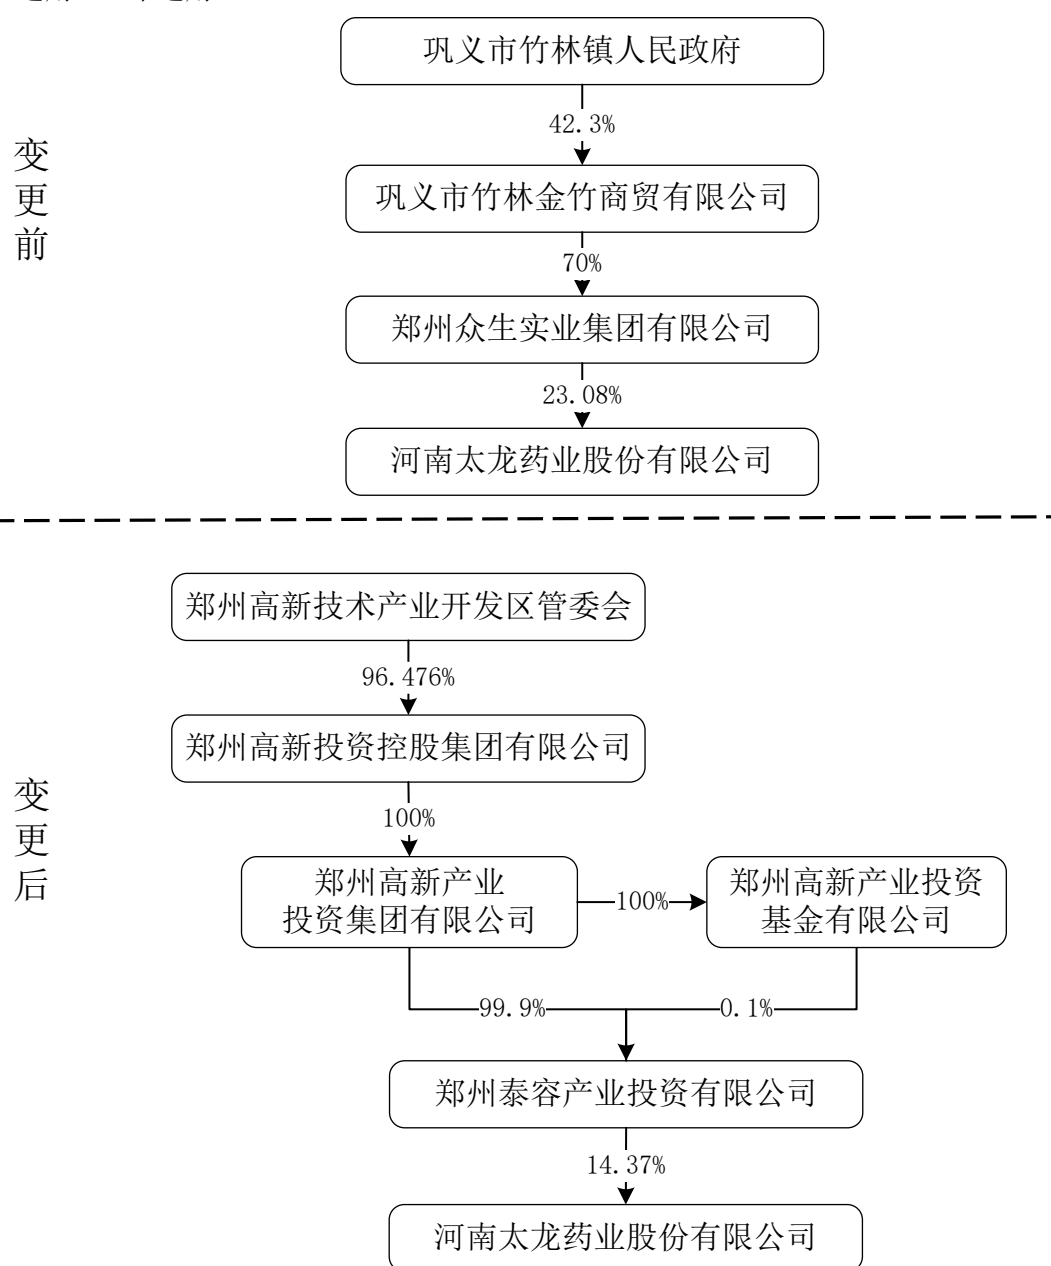 巩义市竹林镇人民政府
42.3%
巩义市竹林金竹商贸有限公司
70%
郑州众生实业集团有限公司
23.08%
河南太龙药业股份有限公司
变更前
郑州高新技术产业开发区管委会
96.476%
郑州高新投资控股集团有限公司
100%
郑州高新产业
投资集团有限公司
100%
郑州高新产业投资
基金有限公司
99.9%
0.1%
郑州泰容产业投资有限公司
14.37%
河南太龙药业股份有限公司
变更后